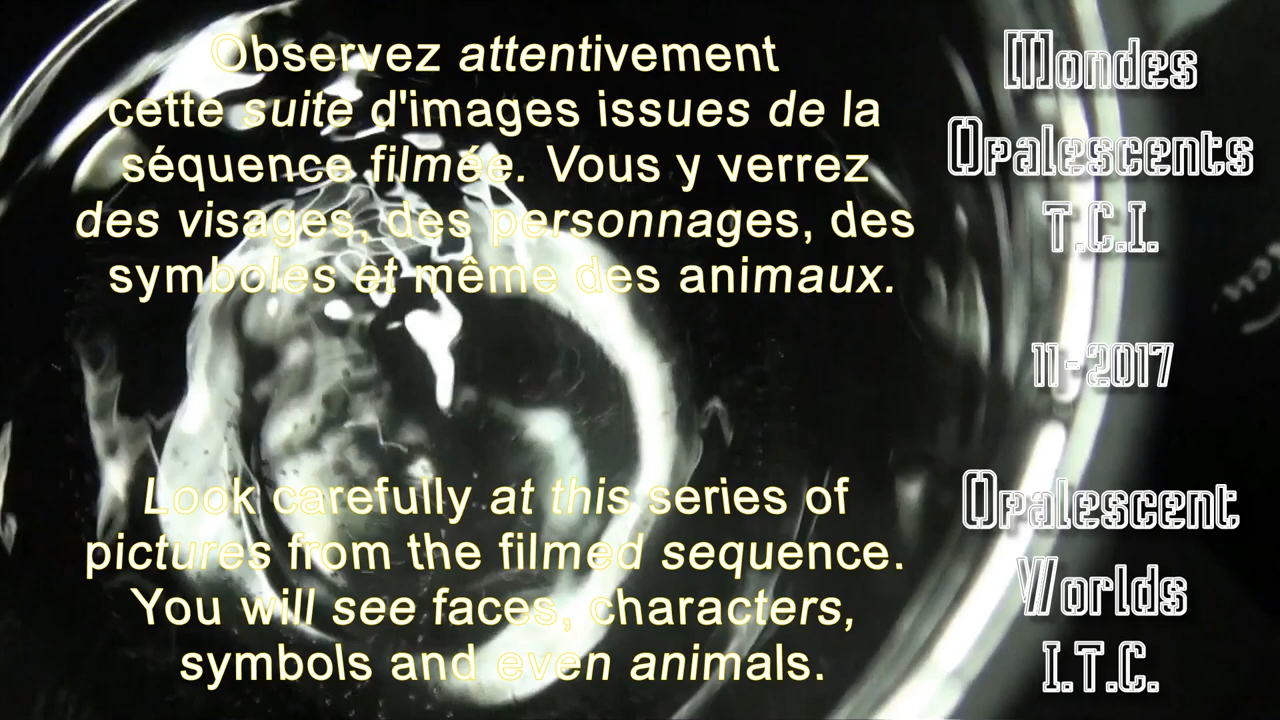 Observez attentivement
cette suite d'images issues de la
séquence filmée. Vous y verrez
des visages, des personnages, des
symboles et même des animaux.
Look carefully at this series of
pictures from the filmed sequence.
You will see faces, characters,
symbols and even animals.
Mondes
Opalescents
T.C.I.
11-2017
Opalescent
Worlds
I.T.C.